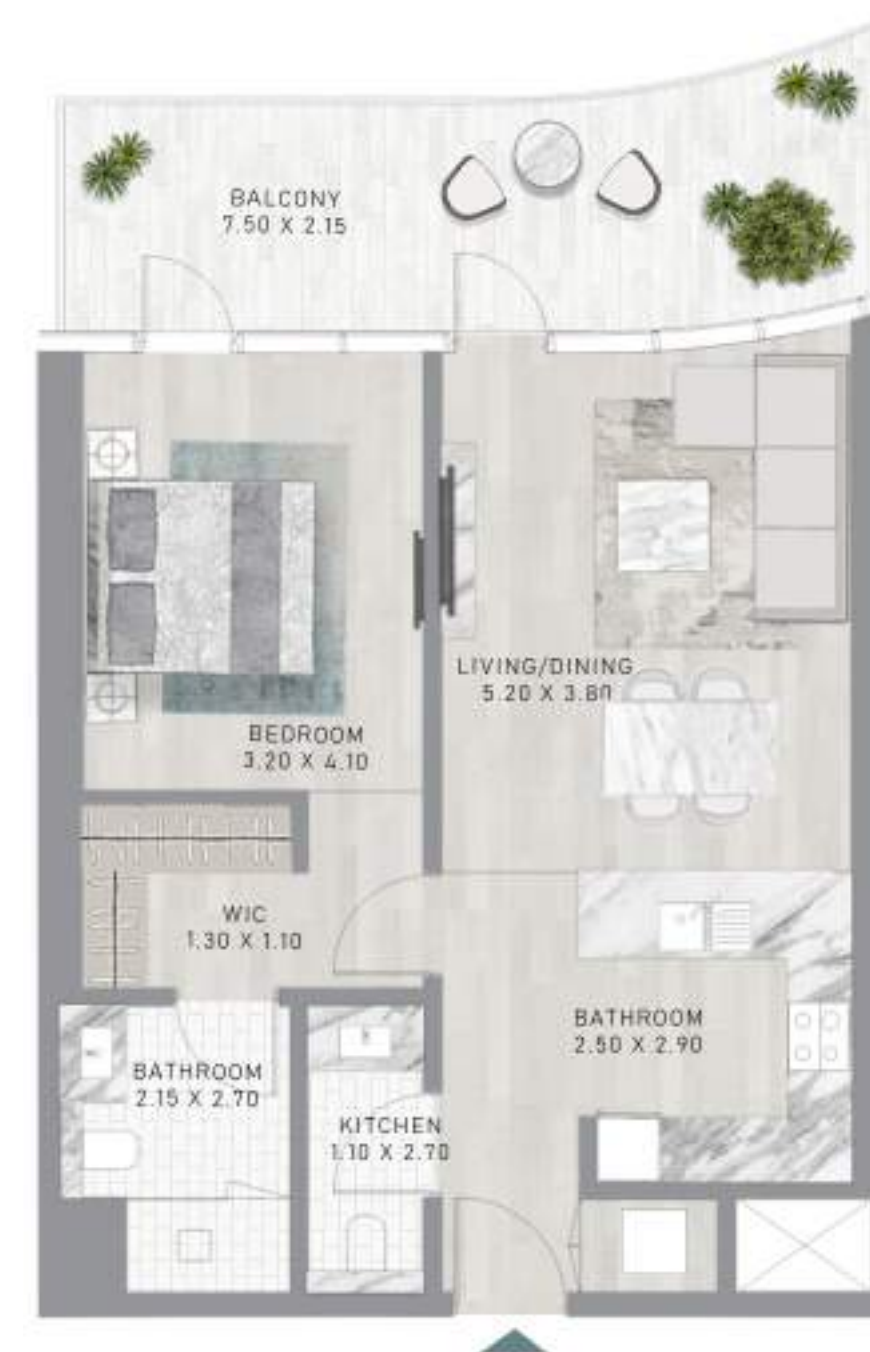 BALCONY
7.50 X 2.15
LIVING/DINING
5.20 X 3.80
BEDROOM
3.20 X 4.10
WIC
1.30 X 1.10
BATHROOM
2.50 X 2.90
BATHROOM
2.15 X 2.70
KITCHEN
1.10 X 2.70